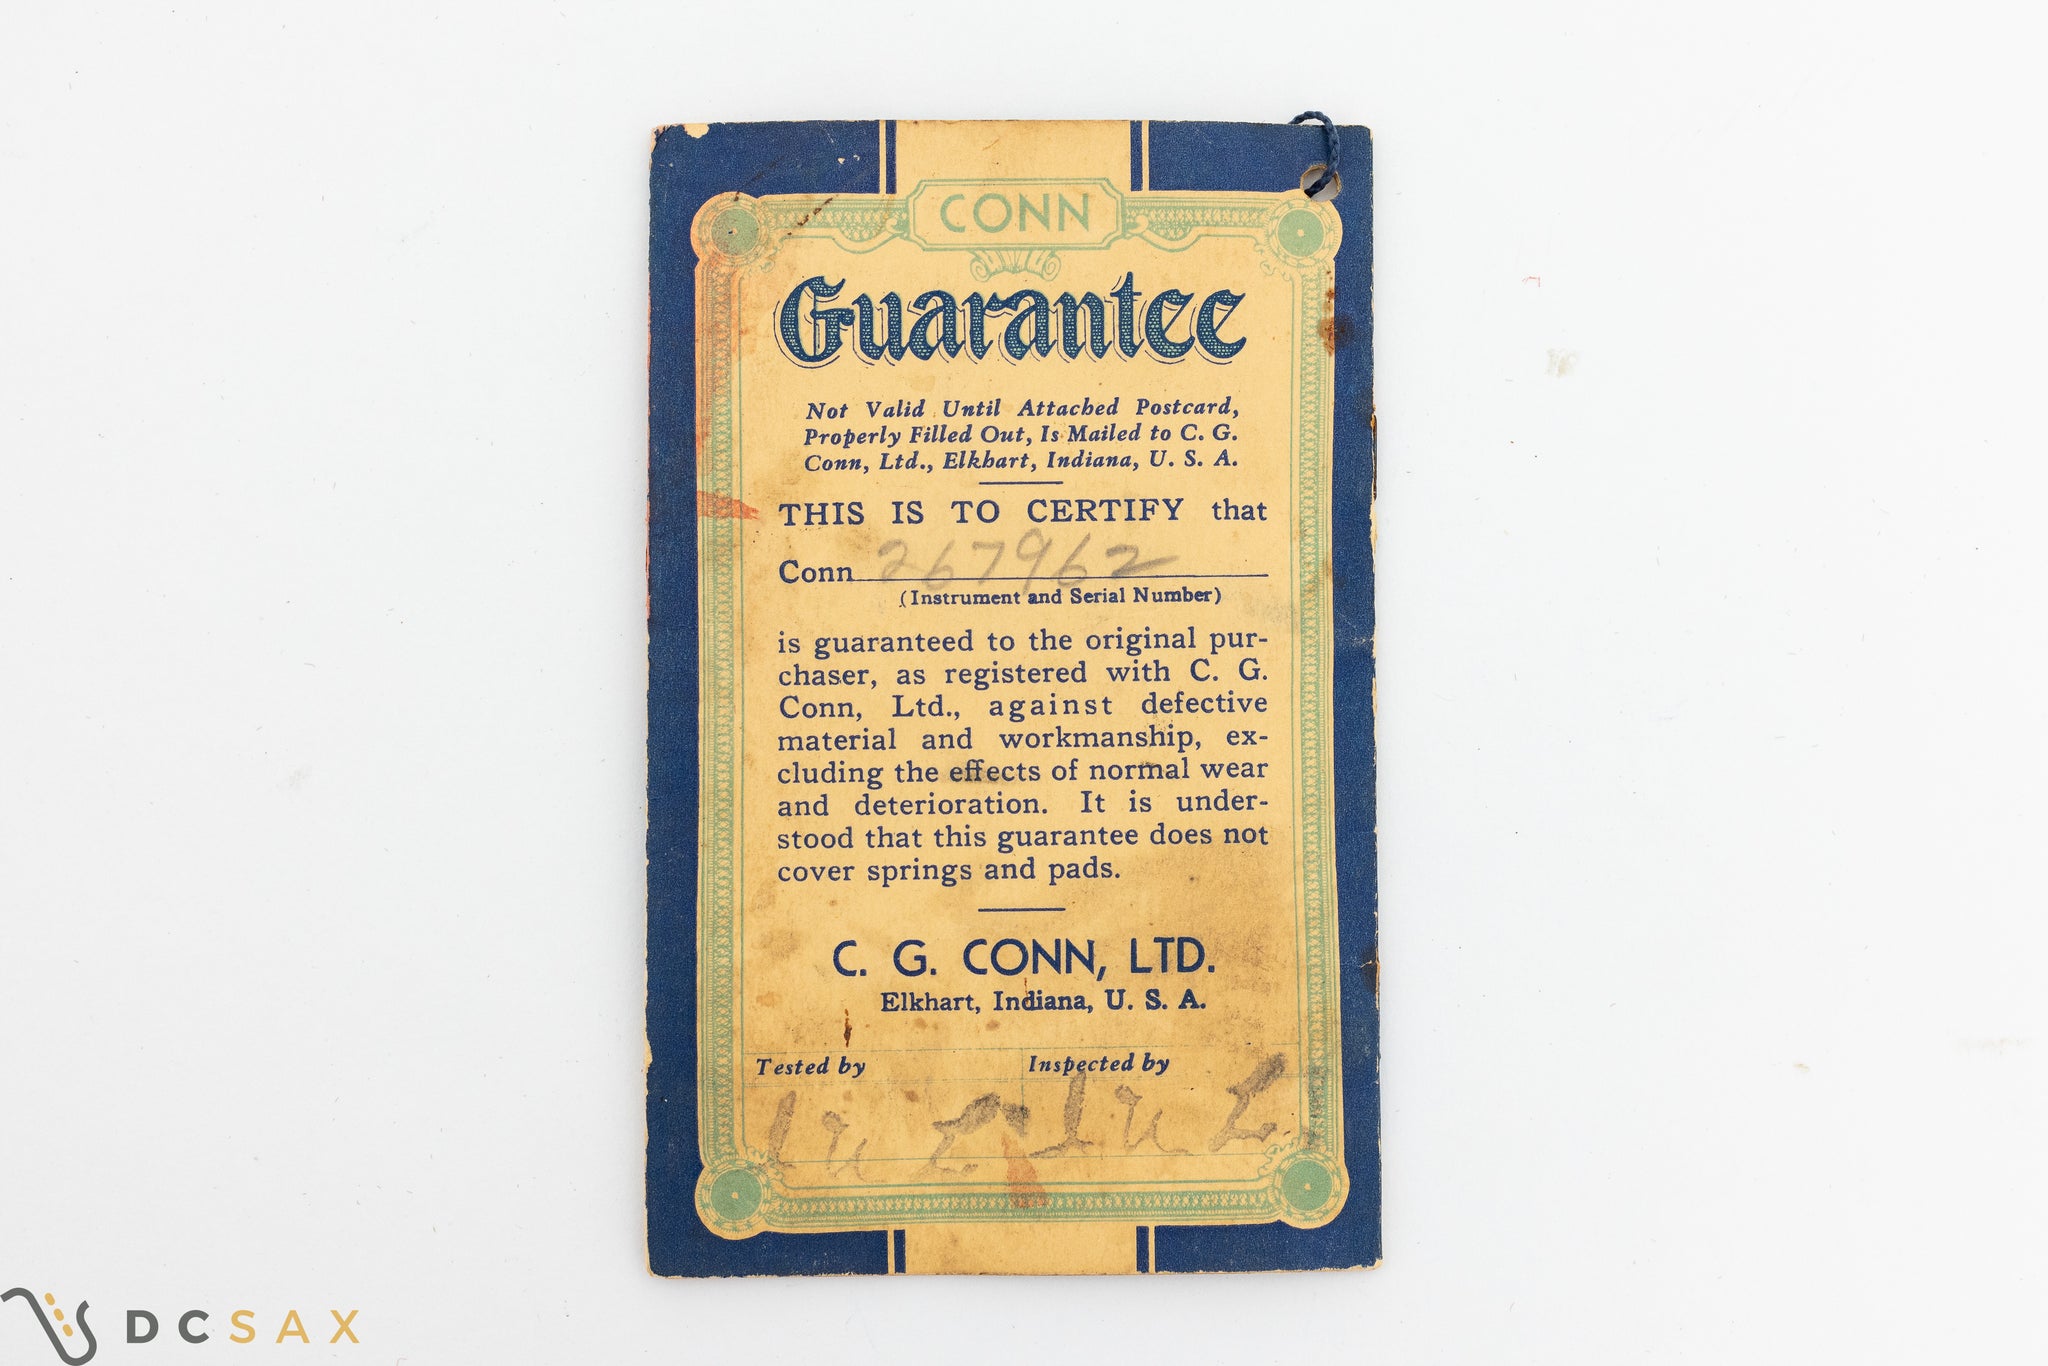 CONN
Guarantee
Not Valid Until Attached Postcard,
Properly Filled Out, Is Mailed to C. G.
Conn, Ltd., Elkhart, Indiana, U. S. A.
THIS IS TO CERTIFY that
Conn 267962
(Instrument and Serial Number)
is guaranteed to the original pur-
chaser, as registered with C. G.
Conn, Ltd., against defective
material and workmanship, ex-
cluding the effects of normal wear
and deterioration. It is under-
stood that this guarantee does not
cover springs and pads.
C. G. CONN, LTD.
Elkhart, Indiana, U. S. A.
Tested by Inspected by
DCSAX